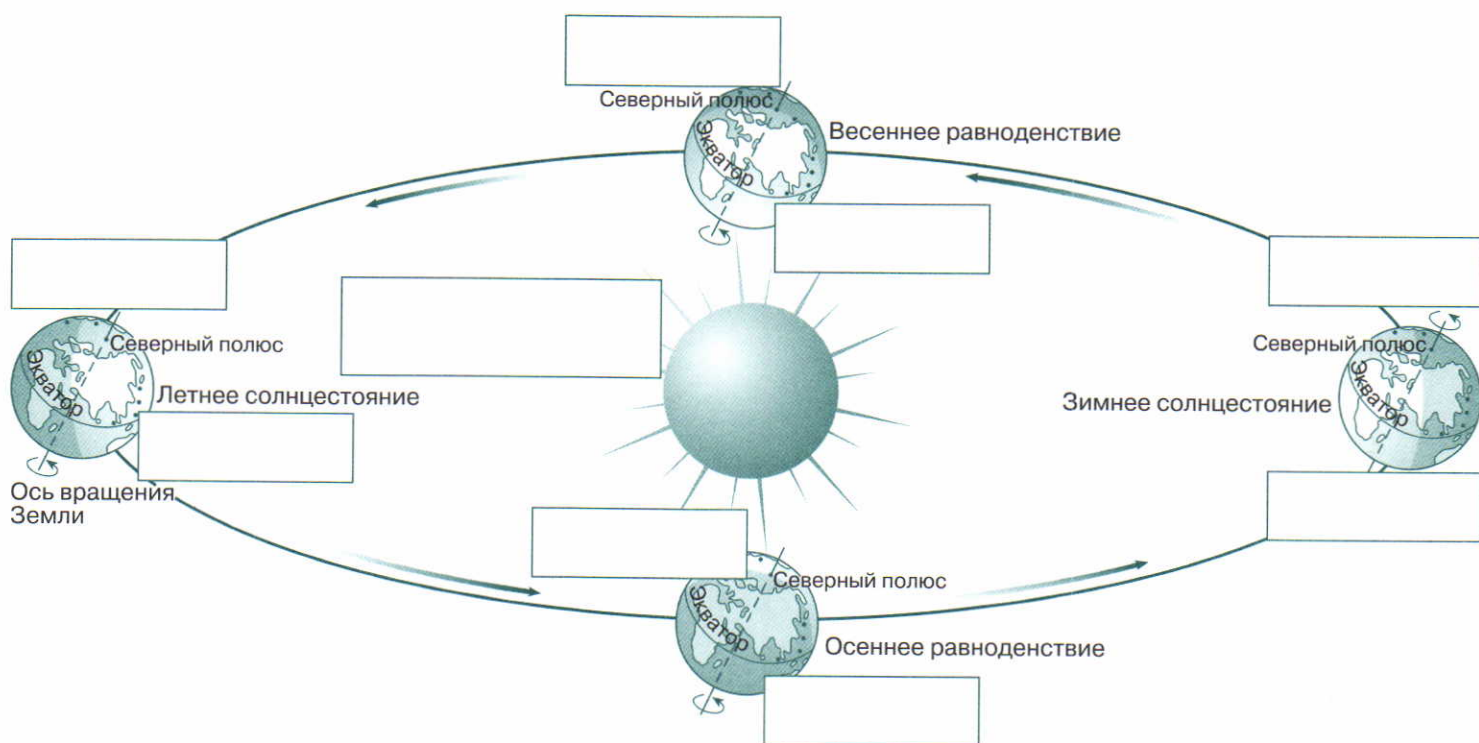 Северный полюс
Весеннее равноденствие
Экватор
Северный полюс
Экватор
Летнее солнцестояние
Ось вращения
Земли
Северный полюс
Экватор
Зимнее солнцестояние
Северный полюс
Экватор
Осеннее равноденствие